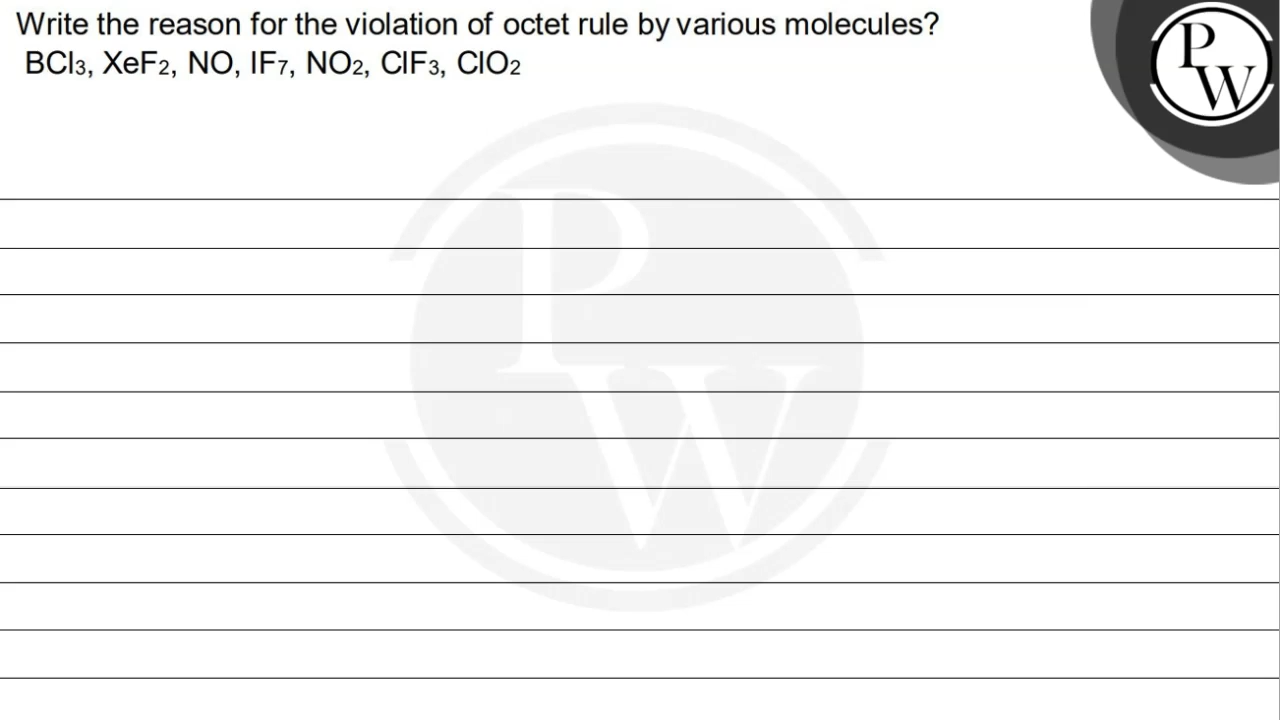 Write the reason for the violation of octet rule by various molecules?
BCl₃, XeF₂, NO, IF₇, NO₂, ClF₃, ClO₂
P
W
P
W